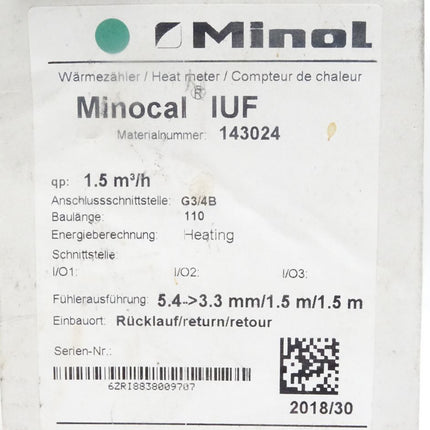 Minol
Wärmezähler / Heat meter / Compteur de chaleur
Minocal® IUF
Materialnummer: 143024
qp: 1.5 m³/h
Anschlussschnittstelle: G3/4B
Baulänge: 110
Energieberechnung: Heating
Schnittstelle:
I/O1: I/O2: I/O3:
Fühlerausführung: 5.4->3.3 mm/1.5 m/1.5 m
Einbauort: Rücklauf/return/retour
Serien-Nr.:
6ZRI8838009707
2018/30